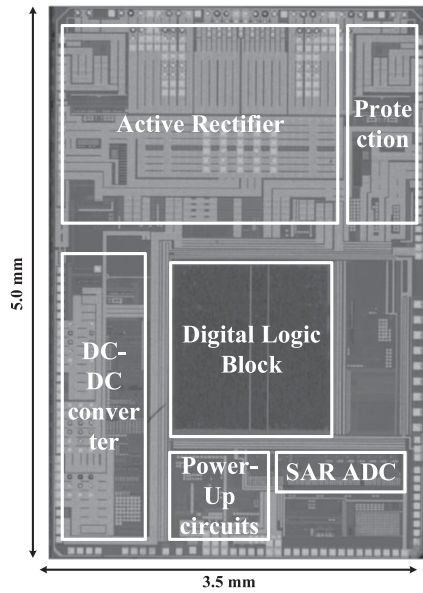 Active Rectifier
Prote
ction
5.0 mm
DC-
DC
conver
ter
Digital Logic
Block
Power-
Up
circuits
SAR ADC
3.5 mm